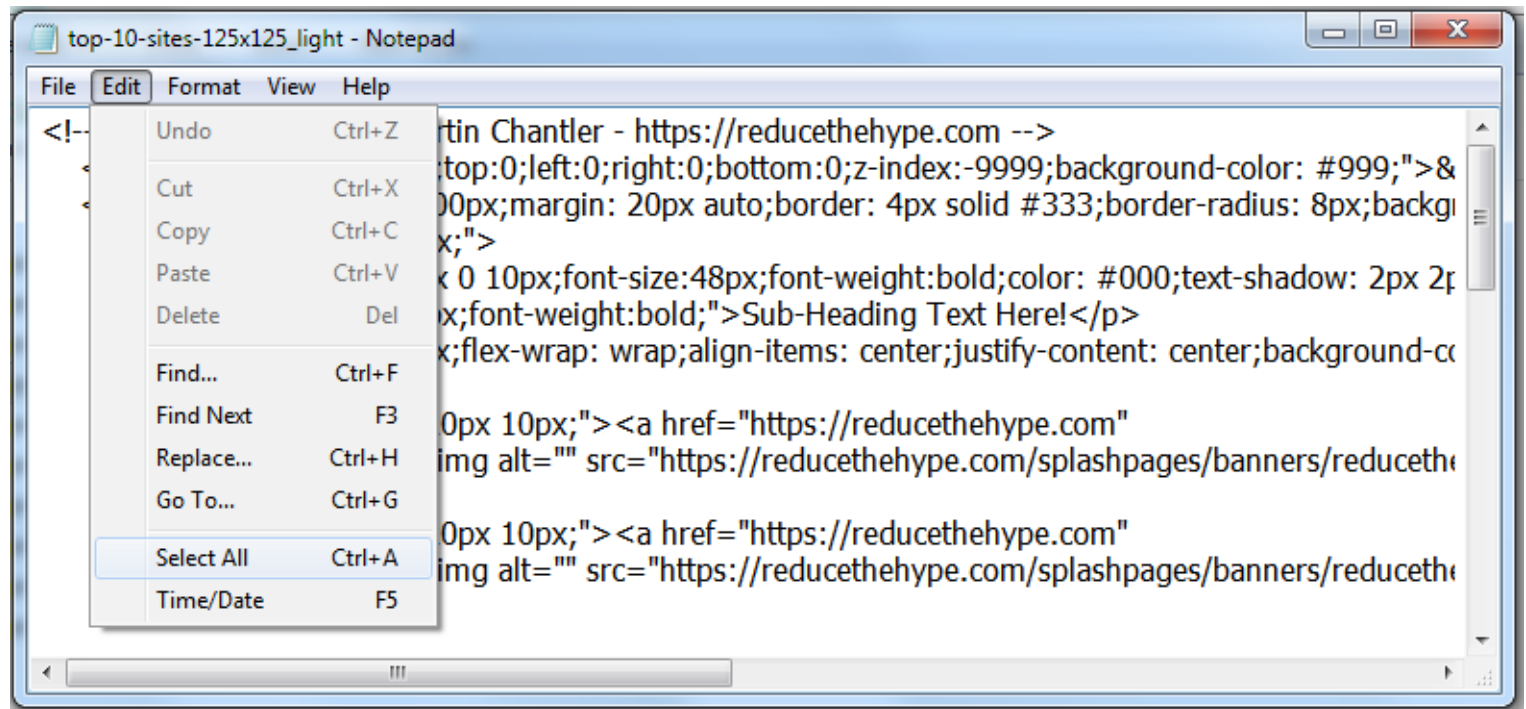 top-10-sites-125x125_light - Notepad
File Edit Format View Help
<!--
Undo Ctrl+Z
Cut Ctrl+X
Copy Ctrl+C
Paste Ctrl+V
Delete Del
Find... Ctrl+F
Find Next F3
Replace... Ctrl+H
Go To... Ctrl+G
Select All Ctrl+A
Time/Date F5
rtin Chantler - https://reducethehype.com -->
;top:0;left:0;right:0;bottom:0;z-index:-9999;background-color: #999;">&
00px;margin: 20px auto;border: 4px solid #333;border-radius: 8px;backgr
x;">
x 0 10px;font-size:48px;font-weight:bold;color: #000;text-shadow: 2px 2p
px;font-weight:bold;">Sub-Heading Text Here!</p>
x;flex-wrap: wrap;align-items: center;justify-content: center;background-co
0px 10px;"><a href="https://reducethehype.com"
img alt="" src="https://reducethehype.com/splashpages/banners/reducethe
0px 10px;"><a href="https://reducethehype.com"
img alt="" src="https://reducethehype.com/splashpages/banners/reducethe